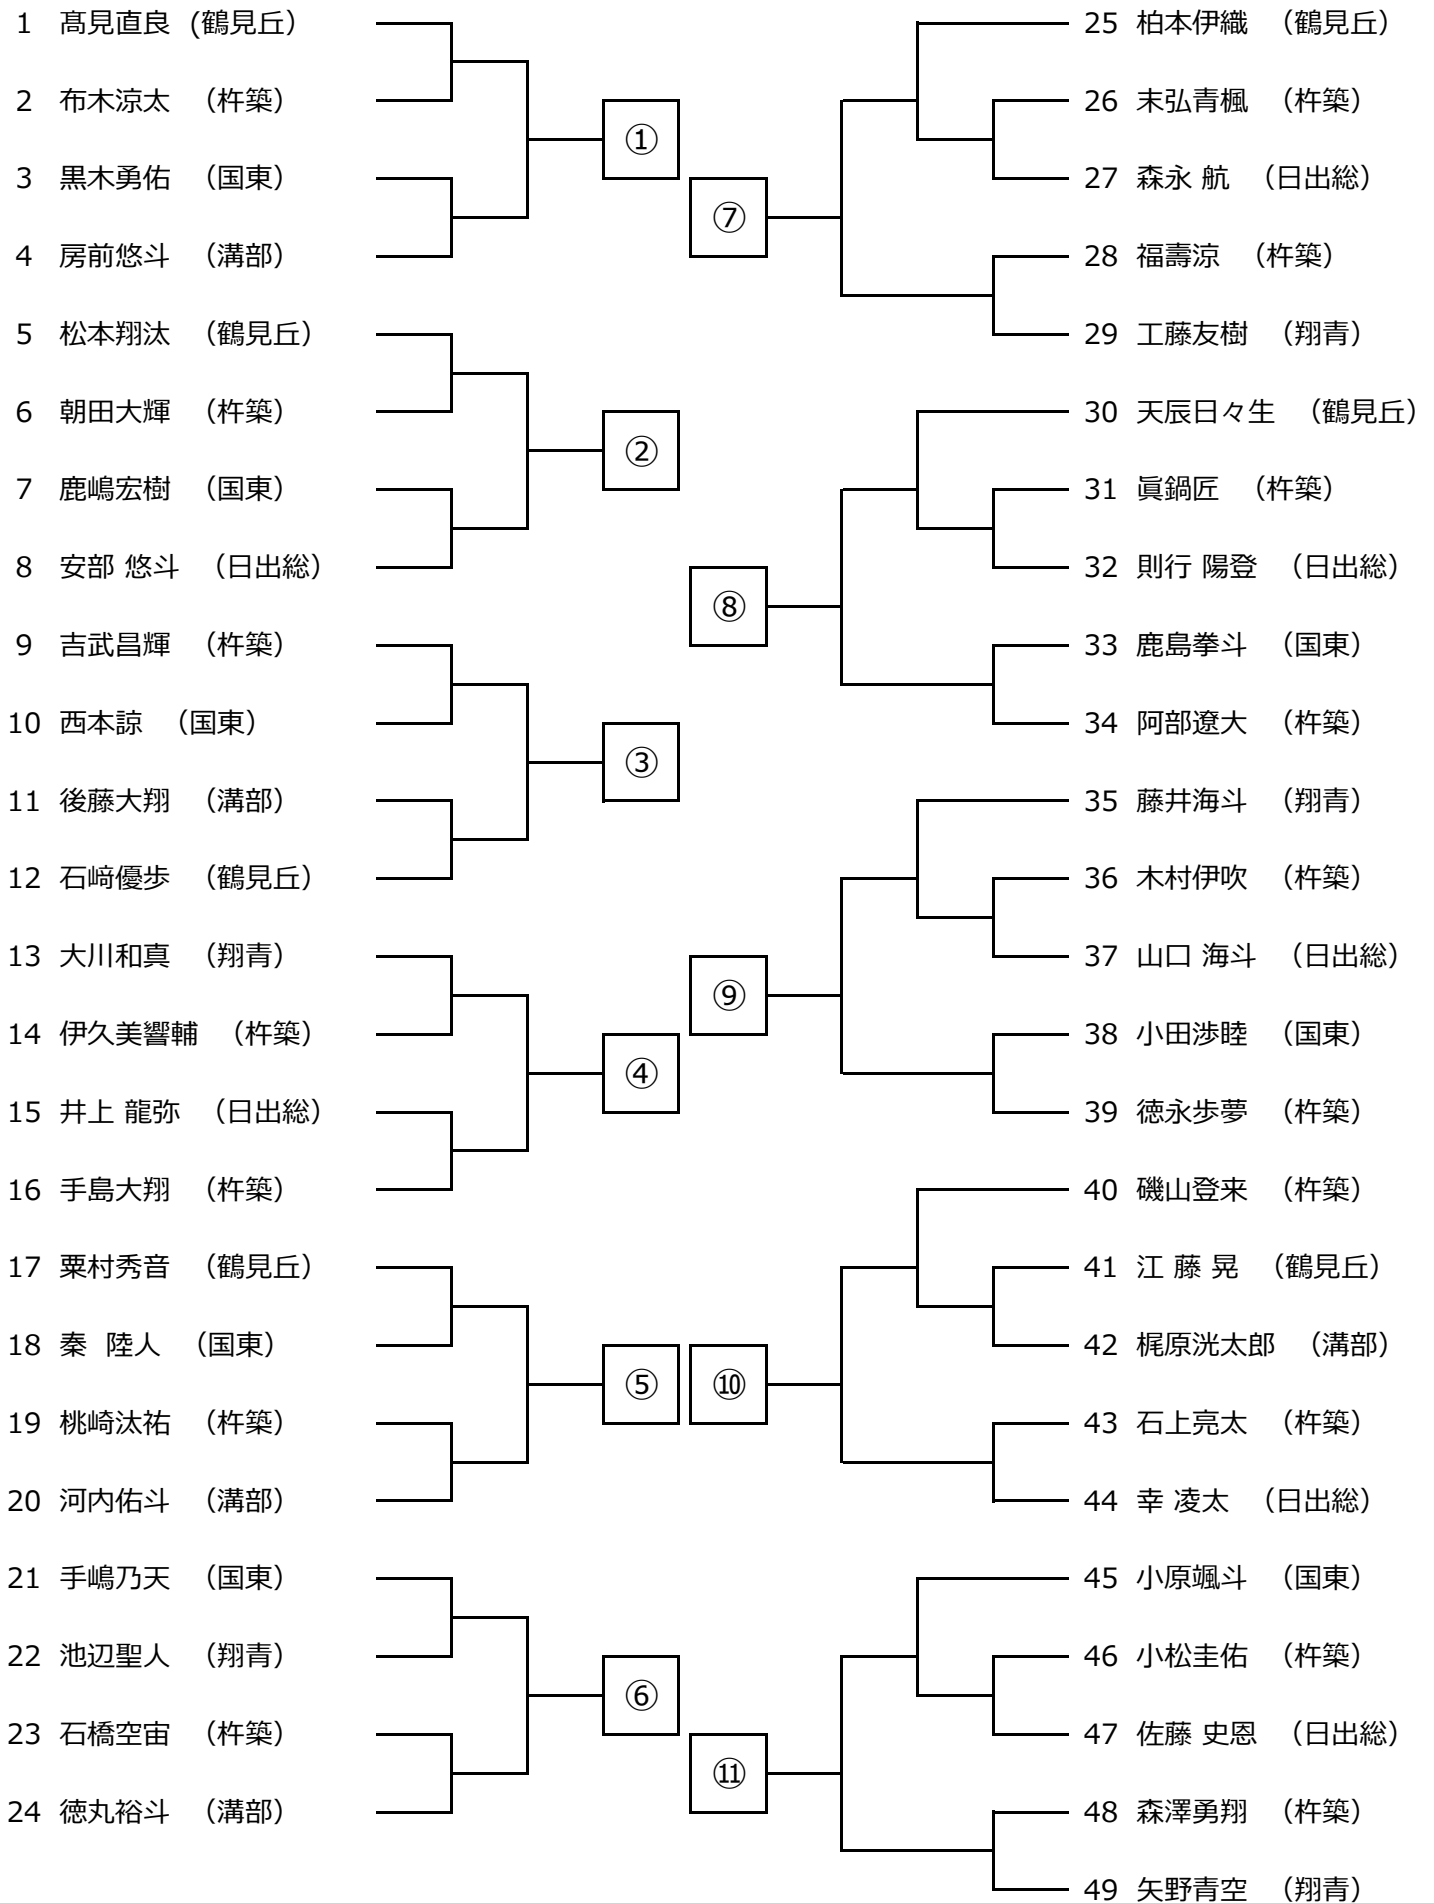 1 髙見直良 (鶴見丘）
2 布木涼太 （杵築）
3 黒木勇佑 （国東）
4 房前悠斗 （溝部）
5 松本翔汰 （鶴見丘）
6 朝田大輝 （杵築）
7 鹿嶋宏樹 （国東）
8 安部 悠斗 （日出総）
9 吉武昌輝 （杵築）
10 西本諒 （国東）
11 後藤大翔 （溝部）
12 石﨑優歩 （鶴見丘）
13 大川和真 （翔青）
14 伊久美響輔 （杵築）
15 井上 龍弥 （日出総）
16 手島大翔 （杵築）
17 粟村秀音 （鶴見丘）
18 秦 陸人 （国東）
19 桃崎汰祐 （杵築）
20 河内佑斗 （溝部）
21 手嶋乃天 （国東）
22 池辺聖人 （翔青）
23 石橋空宙 （杵築）
24 徳丸裕斗 （溝部）
①
②
③
④
⑤
⑥
⑦
⑧
⑨
⑩
⑪
25 柏本伊織 （鶴見丘）
26 末弘青楓 （杵築）
27 森永 航 （日出総）
28 福壽涼 （杵築）
29 工藤友樹 （翔青）
30 天辰日々生 （鶴見丘）
31 眞鍋匠 （杵築）
32 則行 陽登 （日出総）
33 鹿島拳斗 （国東）
34 阿部遼大 （杵築）
35 藤井海斗 （翔青）
36 木村伊吹 （杵築）
37 山口 海斗 （日出総）
38 小田渉睦 （国東）
39 徳永歩夢 （杵築）
40 磯山登来 （杵築）
41 江 藤 晃 （鶴見丘）
42 梶原洸太郎 （溝部）
43 石上亮太 （杵築）
44 幸 凌太 （日出総）
45 小原颯斗 （国東）
46 小松圭佑 （杵築）
47 佐藤 史恩 （日出総）
48 森澤勇翔 （杵築）
49 矢野青空 （翔青）